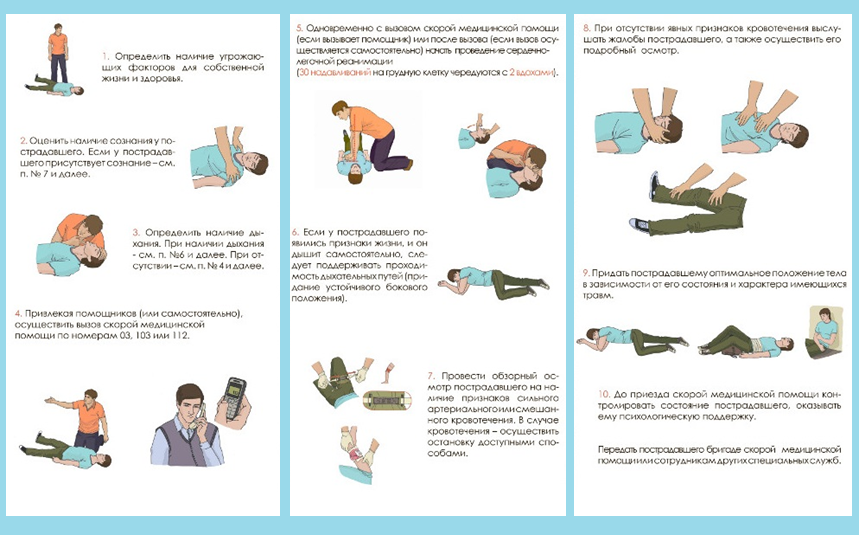 1. Определить наличие угрожаю-
щих факторов для собственной
жизни и здоровья.
2. Оценить наличие сознания у по-
страдавшего. Если у пострадав-
шего присутствует сознание – см.
п. № 7 и далее.
3. Определить наличие ды-
хания. При наличии дыхания
- см. п. №6 и далее. При от-
сутствии – см. п. № 4 и далее.
4. Привлекая помощников (или самостоятельно),
осуществить вызов скорой медицинской
помощи по номерам 03, 103 или 112.
5. Одновременно с вызовом скорой медицинской помощи
(если вызывает помощник) или после вызова (если вызов осу-
ществляется самостоятельно) начать проведение сердечно-
легочной реанимации
(30 надавливаний на грудную клетку чередуются с 2 вдохами).
6. Если у пострадавшего по-
явились признаки жизни, и он
дышит самостоятельно, сле-
дует поддерживать проходи-
мость дыхательных путей (при-
дание устойчивого бокового
положения).
7. Провести обзорный ос-
мотр пострадавшего на на-
личие признаков сильного
артериального или смешан-
ного кровотечения. В случае
кровотечения – осуществить
остановку доступными спо-
собами.
8. При отсутствии явных признаков кровотечения выслу-
шать жалобы пострадавшего, а также осуществить его
подробный осмотр.
9. Придать пострадавшему оптимальное положение тела
в зависимости от его состояния и характера имеющихся
травм.
10. До приезда скорой медицинской помощи кон-
тролировать состояние пострадавшего, оказывать
ему психологическую поддержку.
Передать пострадавшего бригаде скорой медицинской
помощи или сотрудникам других специальных служб.